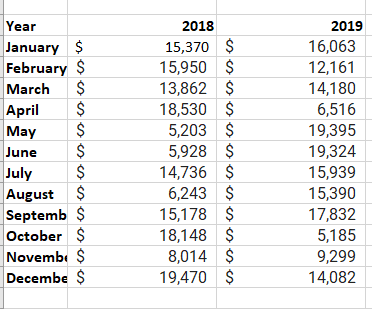 Year 2018 2019
January $ 15,370 $ 16,063
February $ 15,950 $ 12,161
March $ 13,862 $ 14,180
April $ 18,530 $ 6,516
May $ 5,203 $ 19,395
June $ 5,928 $ 19,324
July $ 14,736 $ 15,939
August $ 6,243 $ 15,390
Septemb $ 15,178 $ 17,832
October $ 18,148 $ 5,185
Novembe $ 8,014 $ 9,299
Decembe $ 19,470 $ 14,082